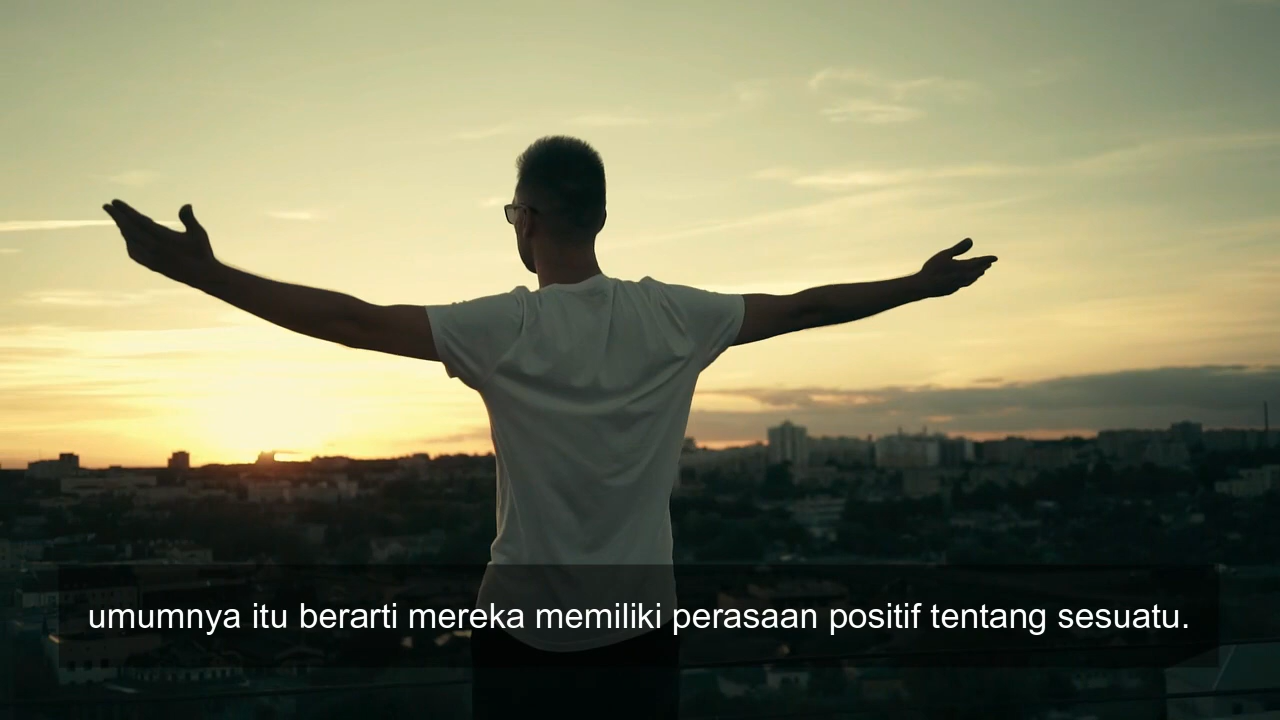 umumnya itu berarti mereka memiliki perasaan positif tentang sesuatu.